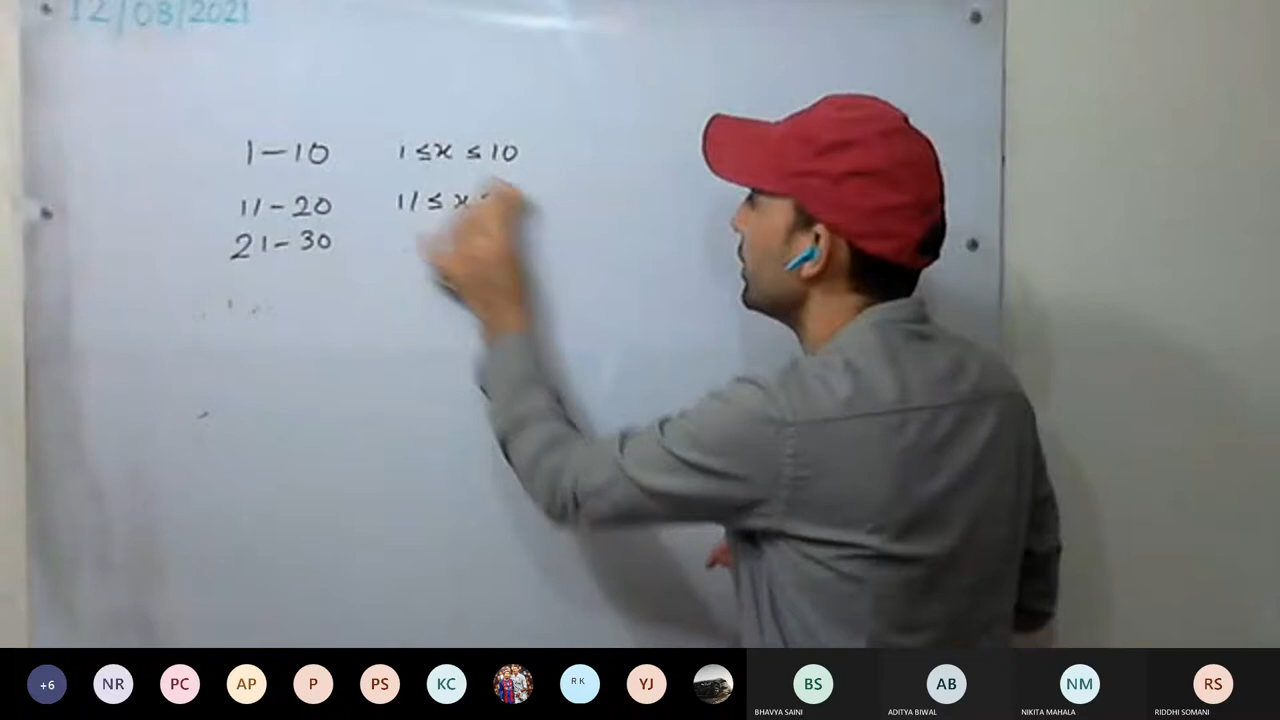 12/08/2021
1-10 1 ≤ x ≤ 10
11-20 11 ≤ x
21-30
+6 NR PC AP P PS KC RK YJ BS AB NM RS
BHAVYA SAINI ADITYA BIWAL NIKITA MAHALA RIDDHI SOMANI